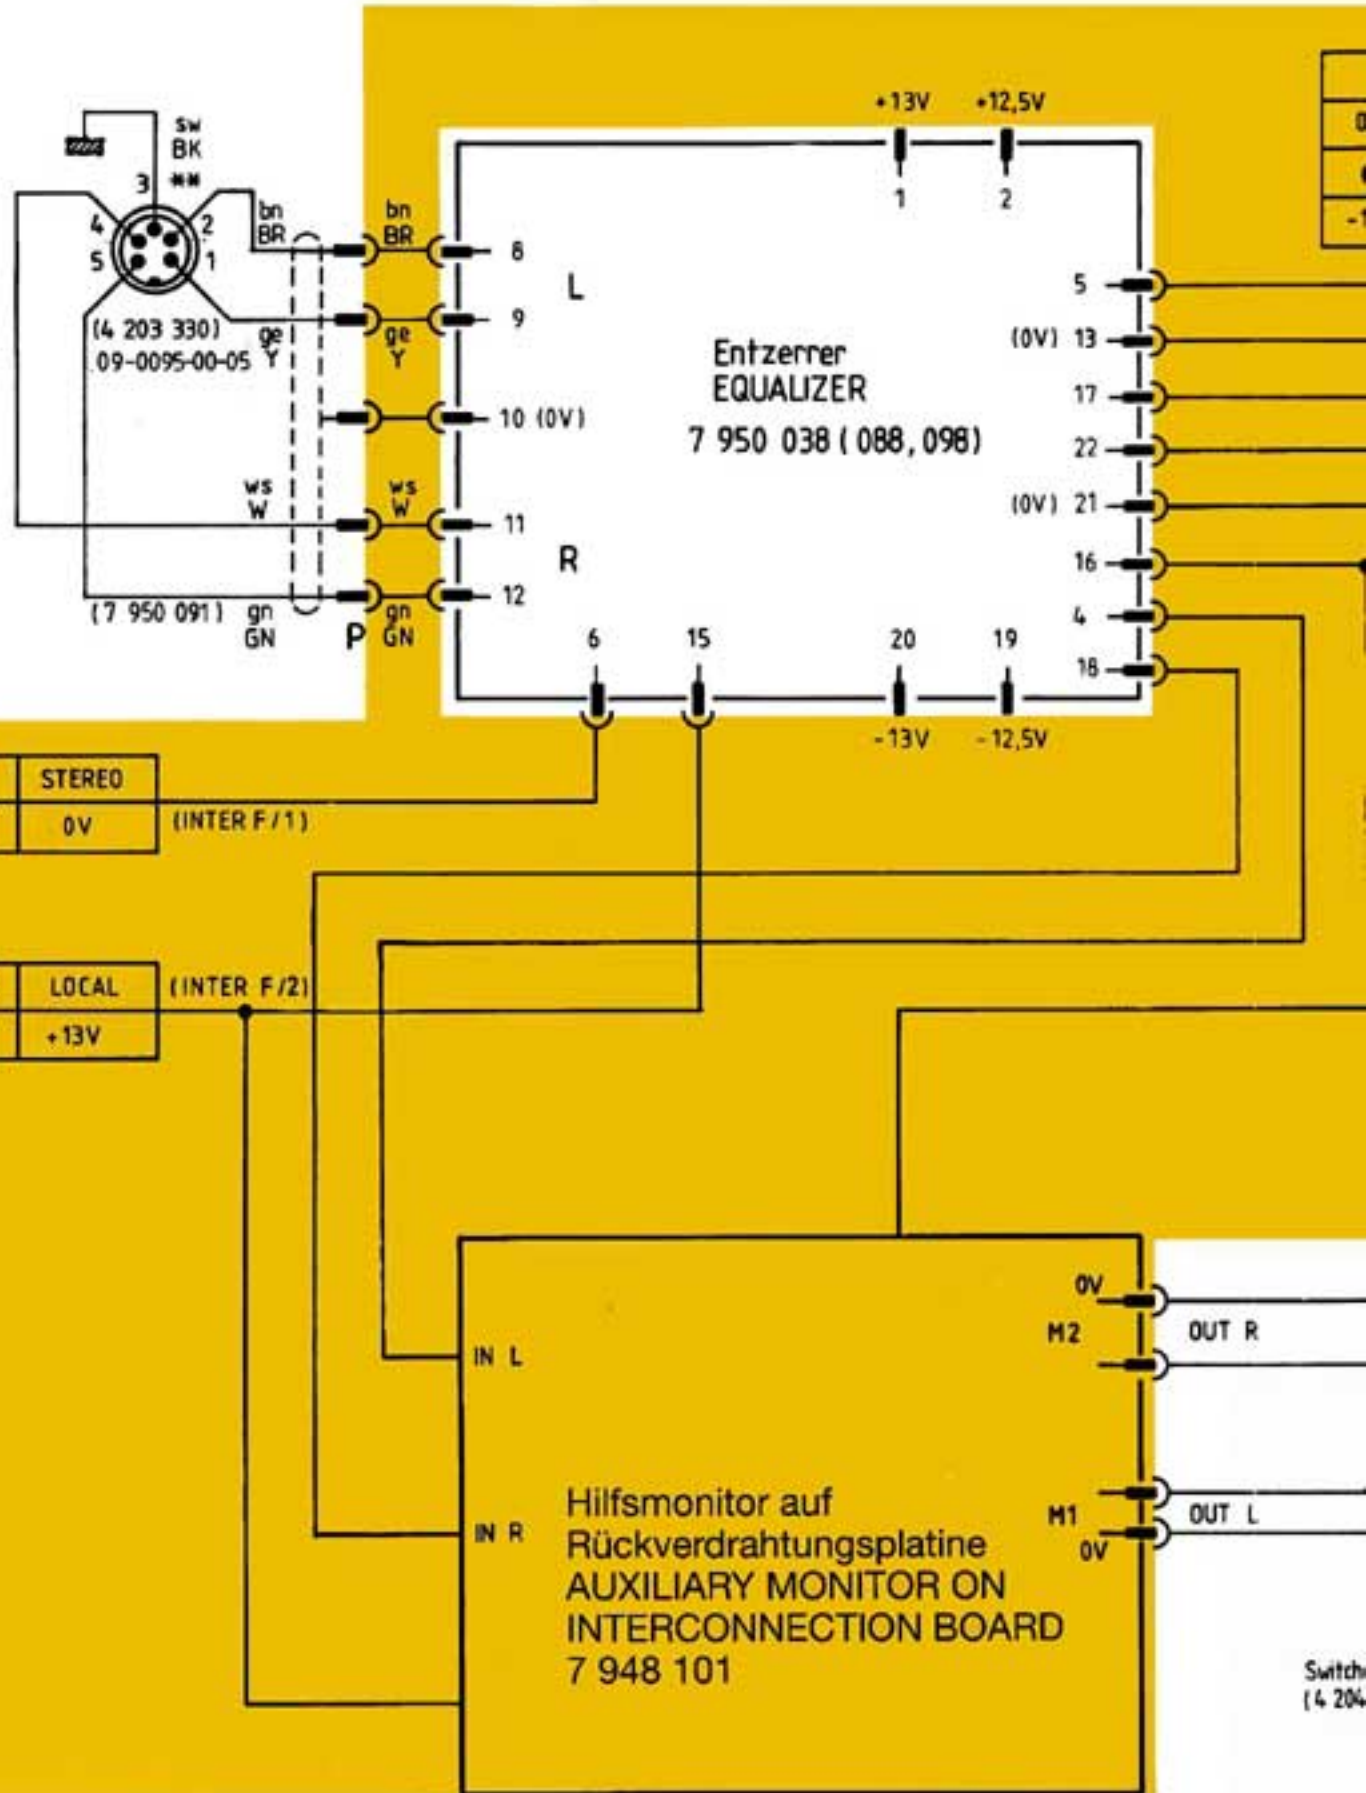 +13V +12,5V
1 2
sw
BK
3 **
4 2
5 1
bn
BR
bn
BR
8
L
9
(4 203 330)
09-0095-00-05
ge
Y
ge
Y
10 (0V)
ws
W
ws
W
11
R
12
(7 950 091)
gn
GN
P
gn
GN
Entzerrer
EQUALIZER
7 950 038 (088, 098)
5
(0V) 13
17
22
(0V) 21
16
4
18
6 15 20 19
-13V -12,5V
STEREO
0V
(INTER F/1)
LOCAL
+13V
(INTER F/2)
IN L
IN R
0V
M2
OUT R
M1
0V
OUT L
Hilfsmonitor auf
Rückverdrahtungsplatine
AUXILIARY MONITOR ON
INTERCONNECTION BOARD
7 948 101
(4 204